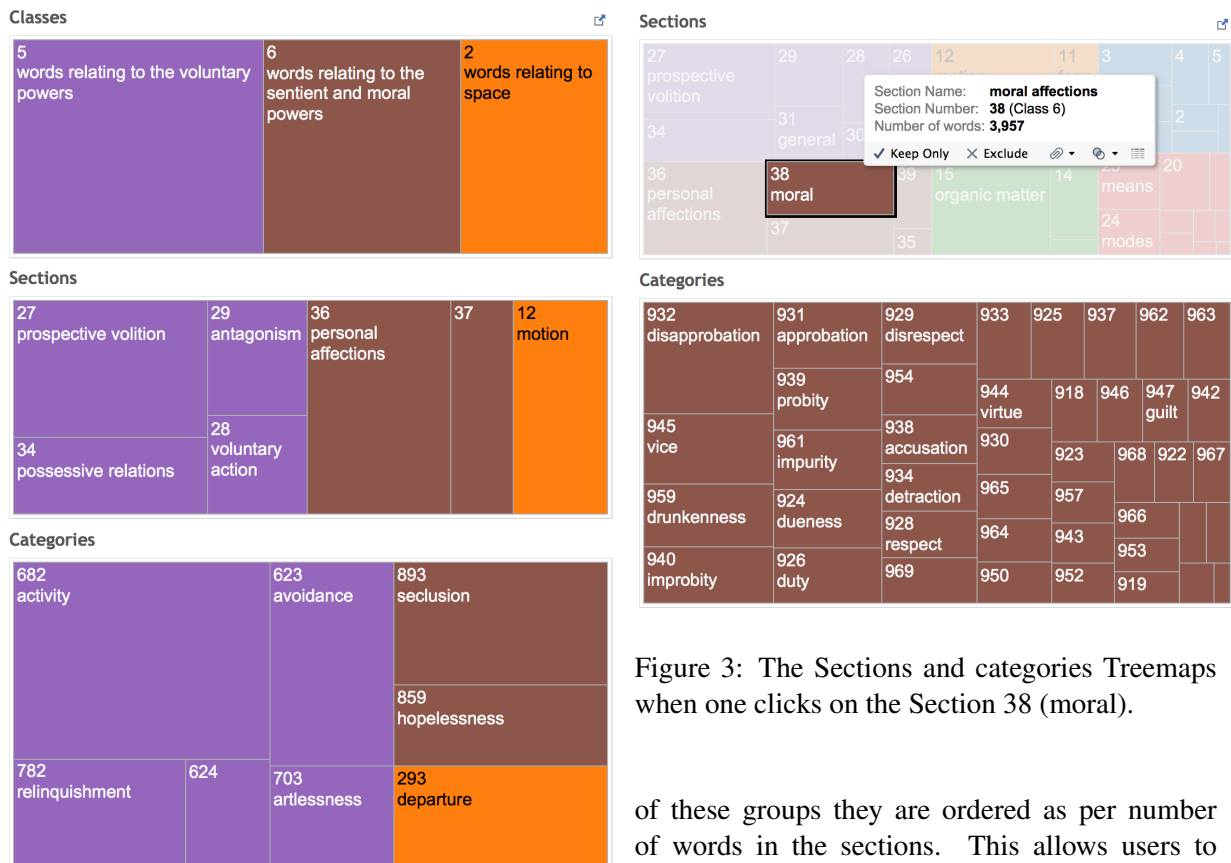 Classes
5
words relating to the voluntary
powers
6
words relating to the
sentient and moral
powers
2
words relating to
space
Sections
27
prospective volition
29
antagonism
36
personal
affections
37
12
motion
34
possessive relations
28
voluntary
action
Categories
682
activity
623
avoidance
893
seclusion
859
hopelessness
782
relinquishment
624
703
artlessness
293
departure
Sections
27
prospective
volition
29
28
26
12
11
3
4
5
34
31
general
30
2
Section Name: moral affections
Section Number: 38 (Class 6)
Number of words: 3,957
Keep Only
Exclude
36
personal
affections
38
moral
39
15
organic matter
14
means
20
37
35
24
modes
Categories
932
disapprobation
931
approbation
929
disrespect
933
925
937
962
963
939
probity
954
944
virtue
918
946
947
guilt
942
945
vice
961
impurity
938
accusation
930
923
968
922
967
959
drunkenness
924
dueness
934
detraction
965
957
966
940
improbity
926
duty
928
respect
964
943
953
969
950
952
919
Figure 3: The Sections and categories Treemaps
when one clicks on the Section 38 (moral).
of these groups they are ordered as per number
of words in the sections. This allows users to